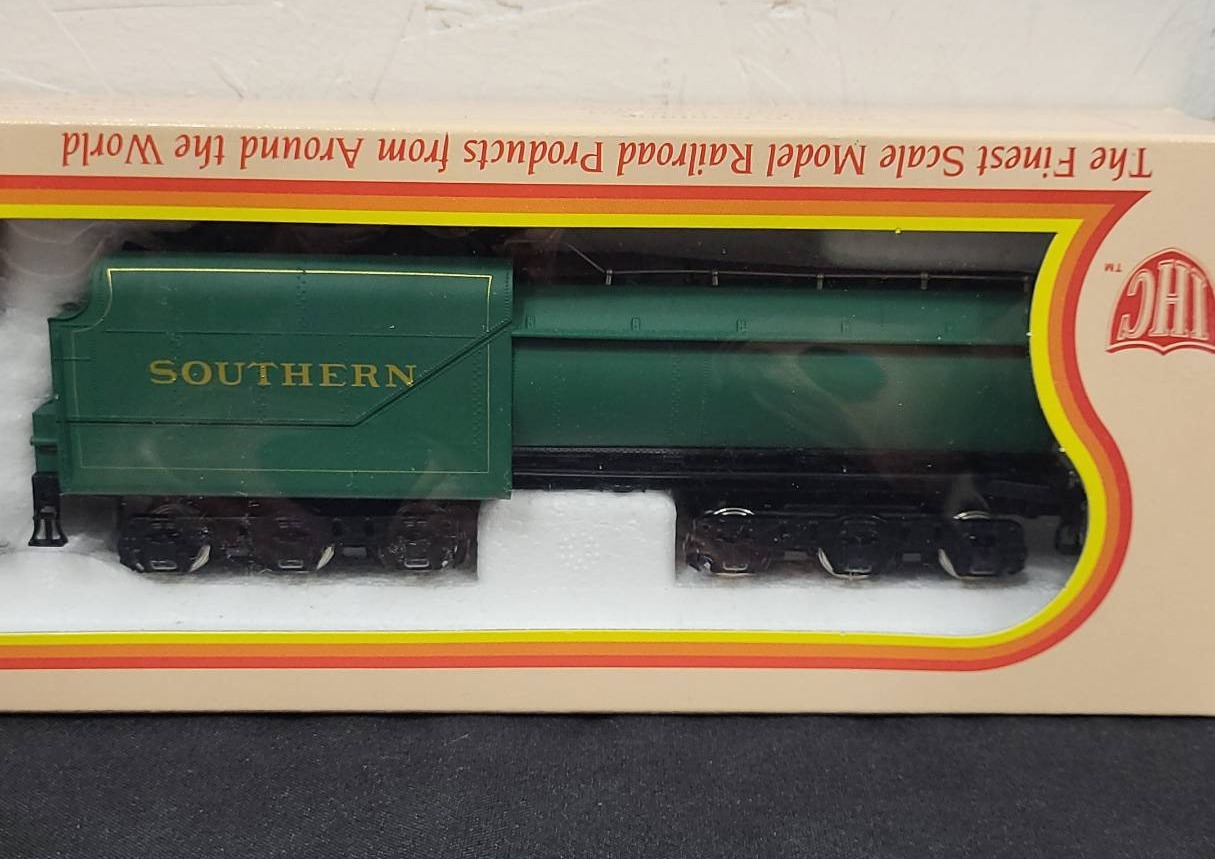 The Finest Scale Model Railroad Products from Around the World
IHC
TM
SOUTHERN